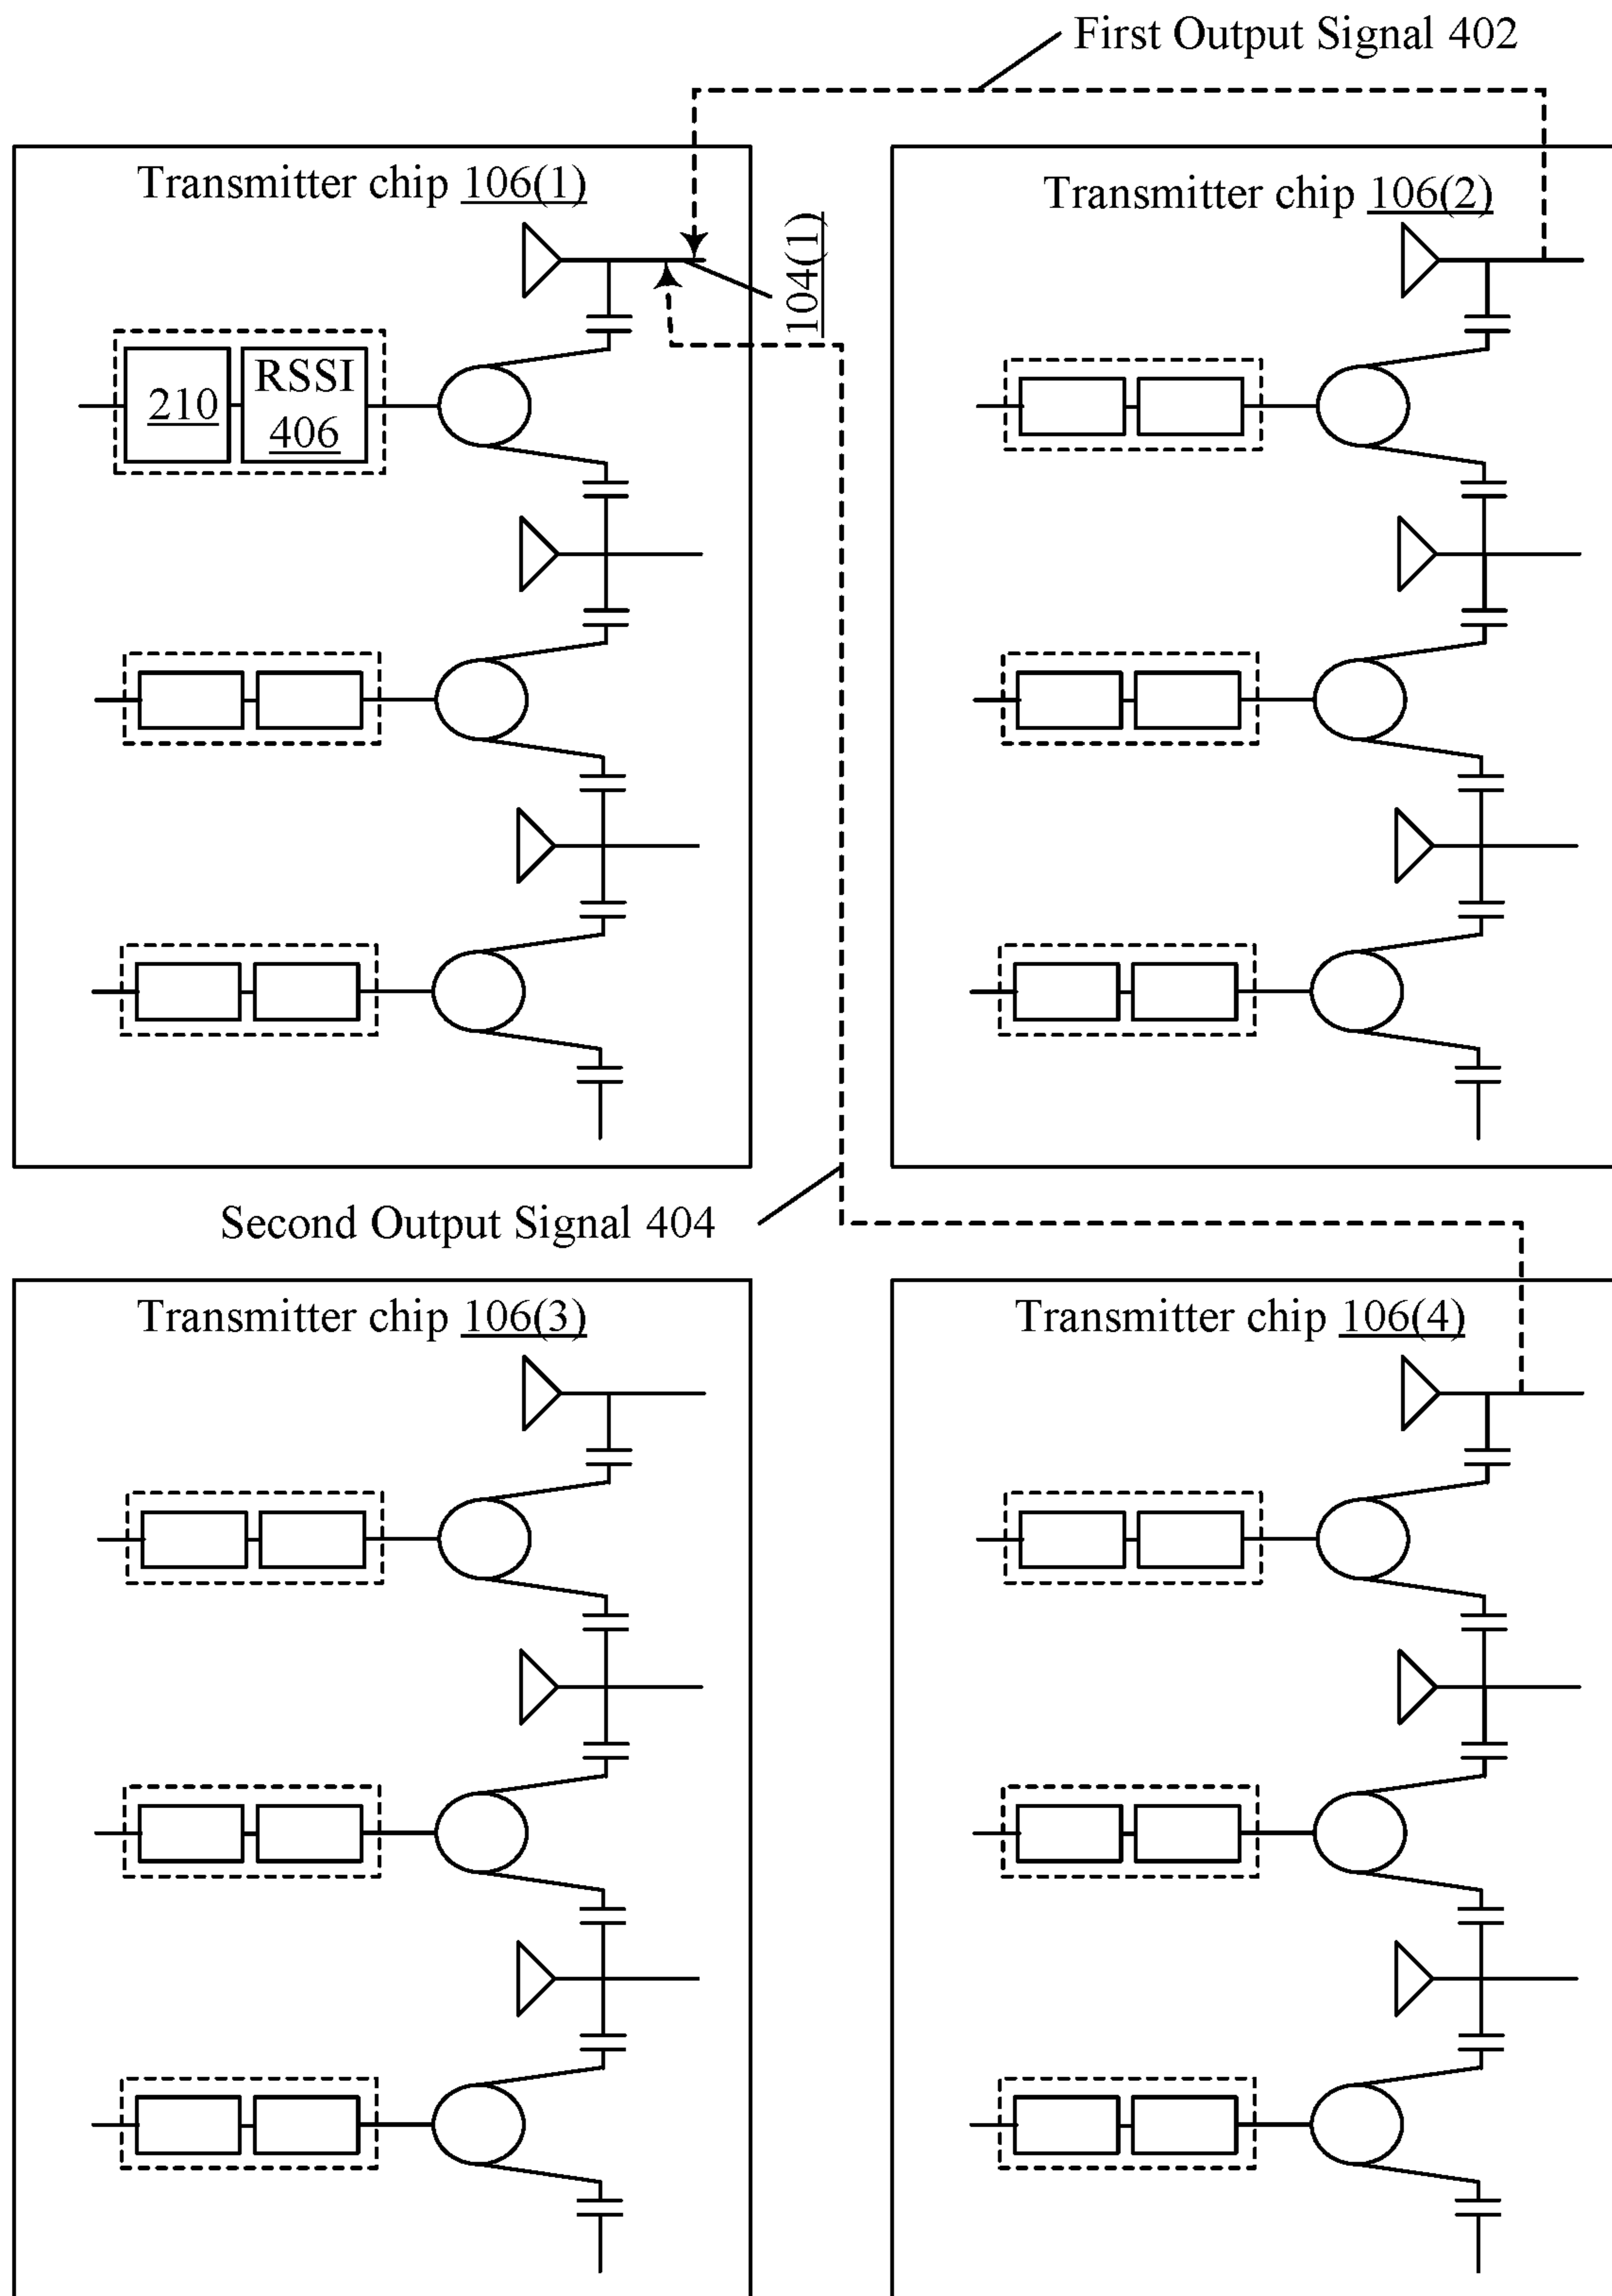 First Output Signal 402
Transmitter chip 106(1)
Transmitter chip 106(2)
104(1)
210
RSSI
406
Second Output Signal 404
Transmitter chip 106(3)
Transmitter chip 106(4)